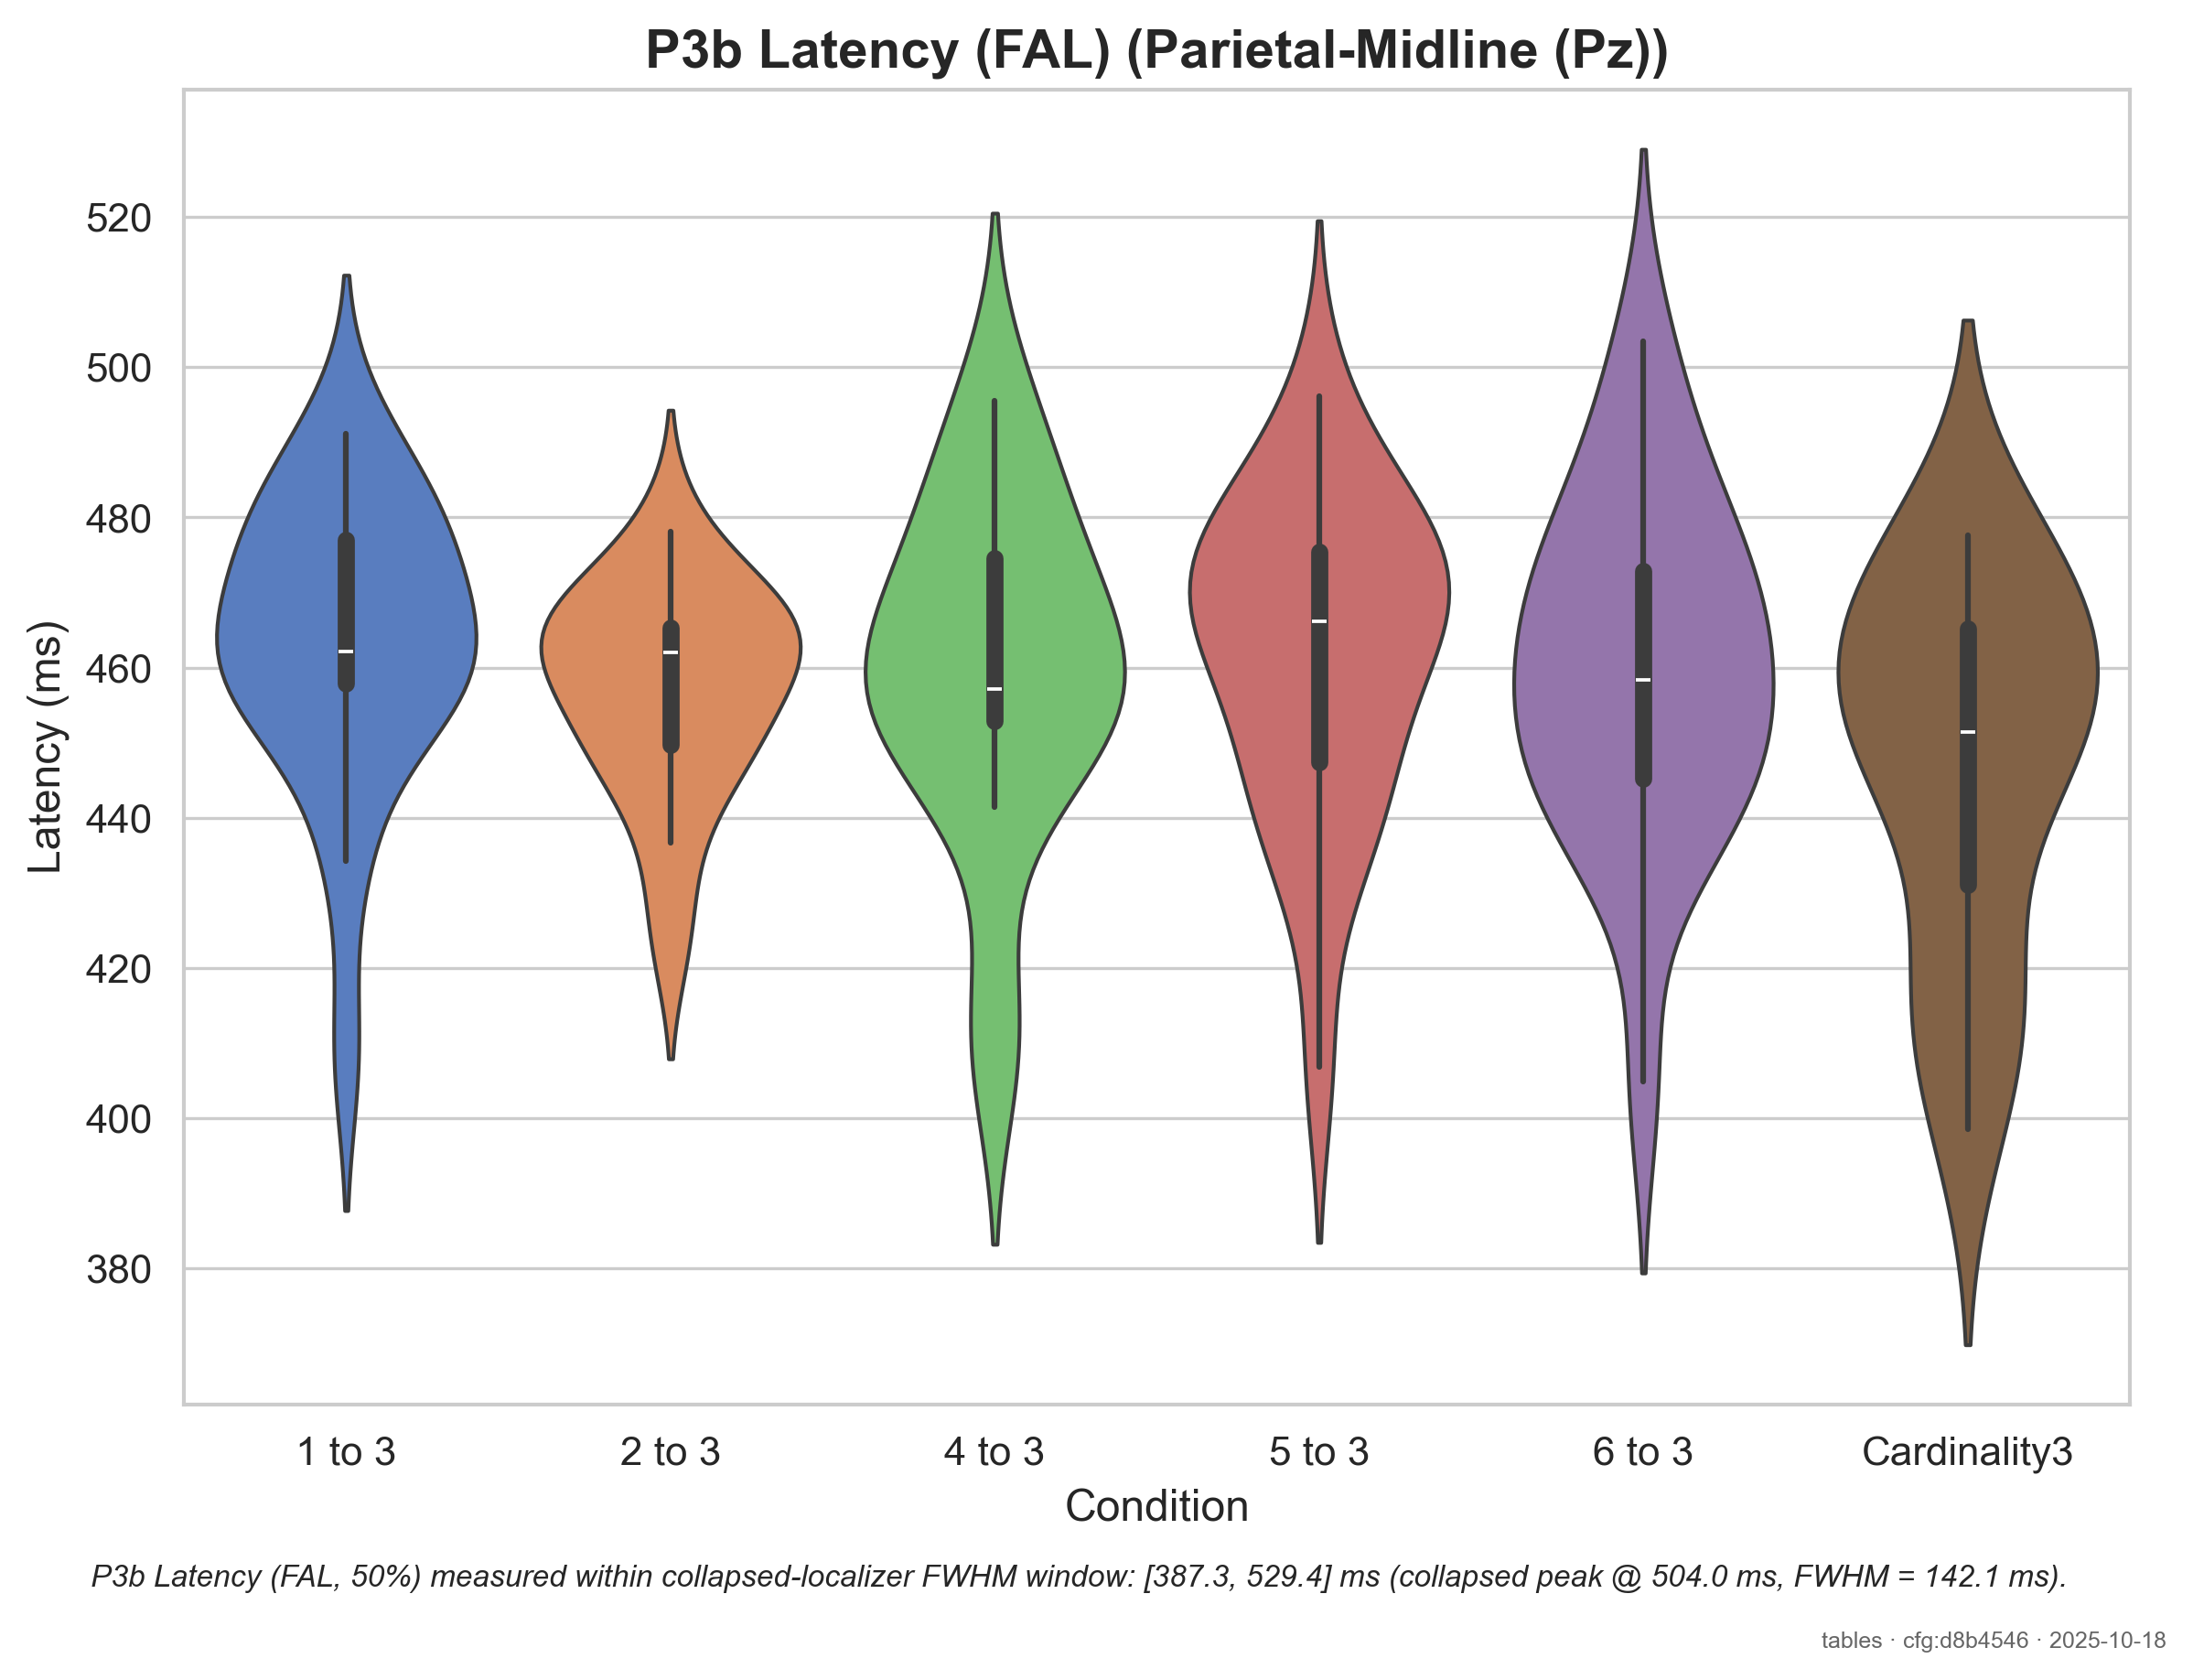 P3b Latency (FAL) (Parietal-Midline (Pz))
Latency (ms)
520
500
480
460
440
420
400
380
1 to 3 2 to 3 4 to 3 5 to 3 6 to 3 Cardinality3
Condition
P3b Latency (FAL, 50%) measured within collapsed-localizer FWHM window: [387.3, 529.4] ms (collapsed peak @ 504.0 ms, FWHM = 142.1 ms).
tables · cfg:d8b4546 · 2025-10-18